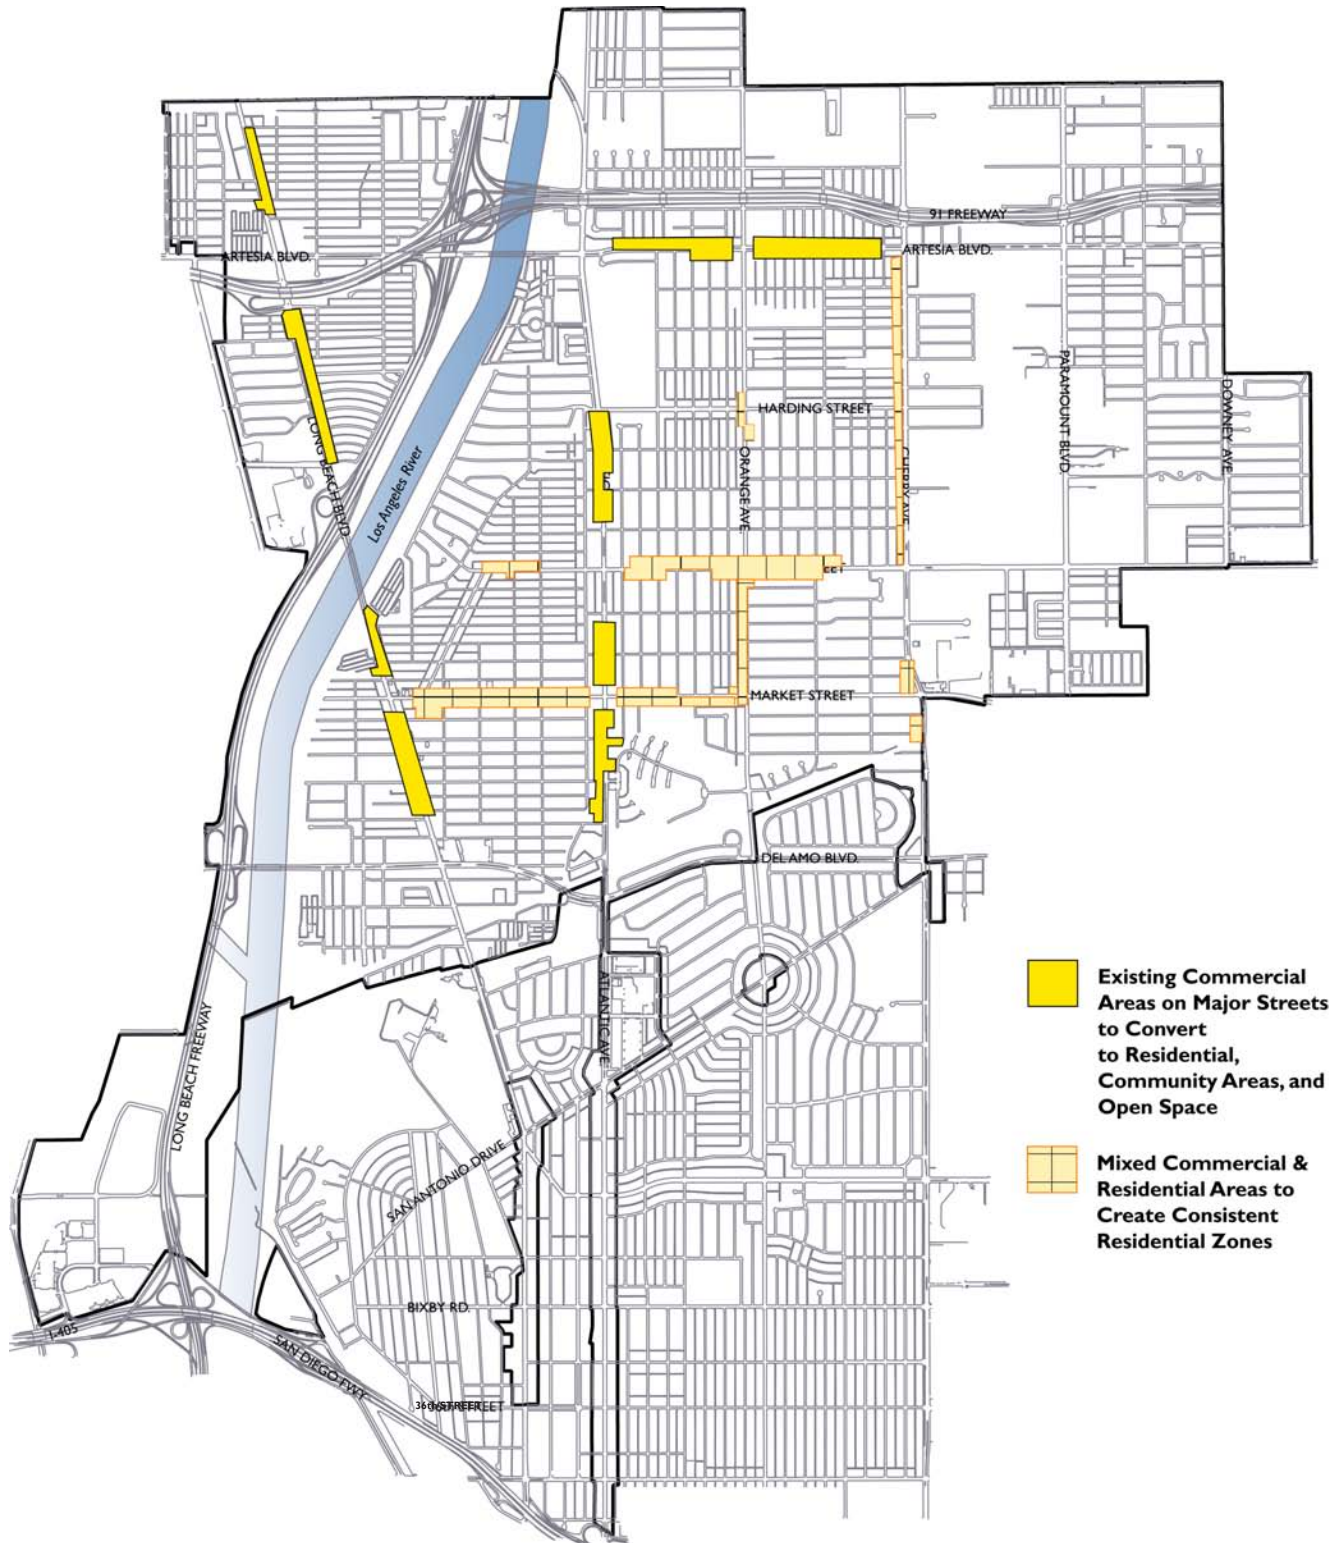 91 FREEWAY
ARTESIA BLVD.
ARTESIA BLVD.
PARAMOUNT BLVD.
DOWNEY AVE.
HARDING STREET
LONG BEACH BLVD.
Los Angeles River
ORANGE AVE.
CHERRY AVE.
MARKET STREET
DEL AMO BLVD.
Existing Commercial
Areas on Major Streets
to Convert
to Residential,
Community Areas, and
Open Space
ATLANTIC AVE.
LONG BEACH FREEWAY
SAN ANTONIO DRIVE
Mixed Commercial &
Residential Areas to
Create Consistent
Residential Zones
BIXBY RD.
I-405
SAN DIEGO FWY
36th STREET